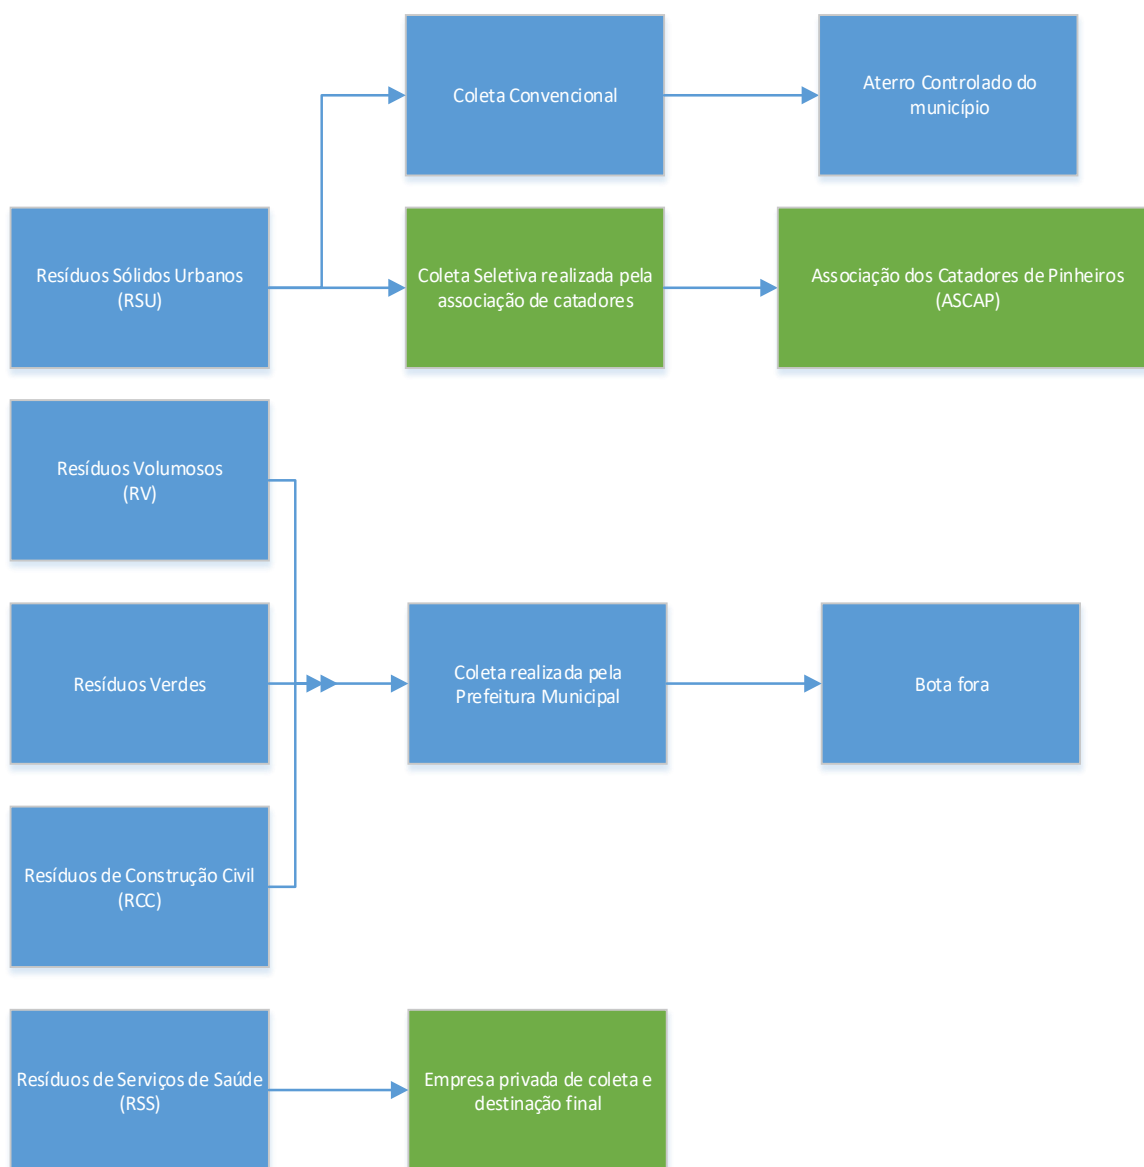 Coleta Convencional
Aterro Controlado do
município
Resíduos Sólidos Urbanos
(RSU)
Coleta Seletiva realizada pela
associação de catadores
Associação dos Catadores de Pinheiros
(ASCAP)
Resíduos Volumosos
(RV)
Resíduos Verdes
Coleta realizada pela
Prefeitura Municipal
Bota fora
Resíduos de Construção Civil
(RCC)
Resíduos de Serviços de Saúde
(RSS)
Empresa privada de coleta e
destinação final